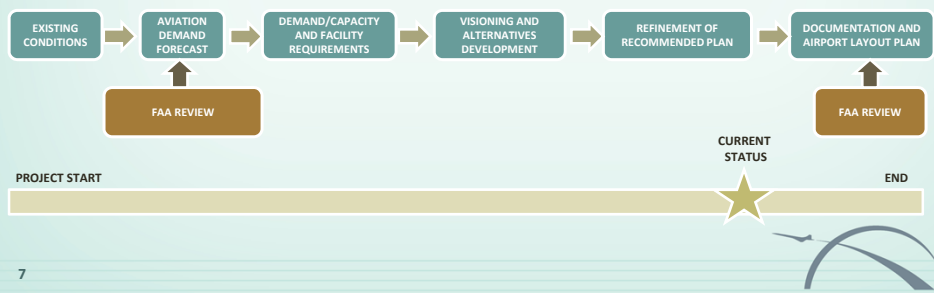 EXISTING
CONDITIONS
AVIATION
DEMAND
FORECAST
DEMAND/CAPACITY
AND FACILITY
REQUIREMENTS
VISIONING AND
ALTERNATIVES
DEVELOPMENT
REFINEMENT OF
RECOMMENDED PLAN
DOCUMENTATION AND
AIRPORT LAYOUT PLAN
FAA REVIEW
FAA REVIEW
CURRENT
STATUS
PROJECT START
END
7